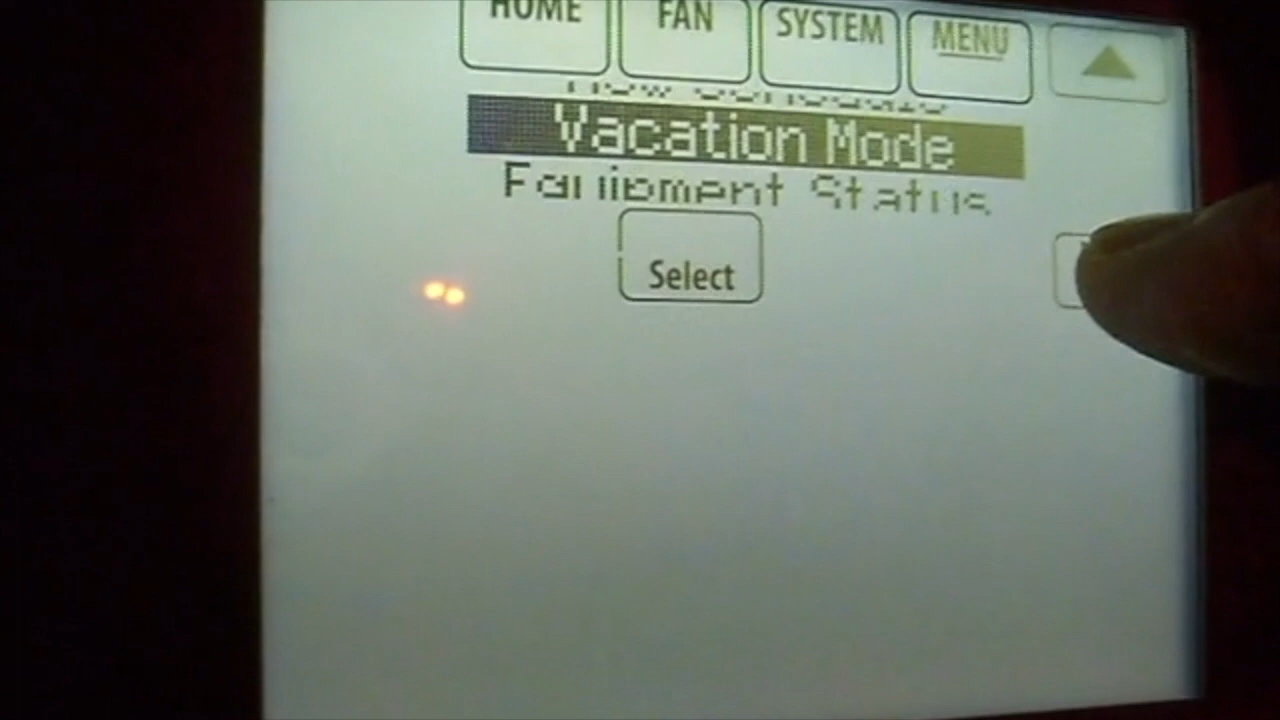 HOME FAN SYSTEM MENU
Vacation Mode
Equipment Status
Select